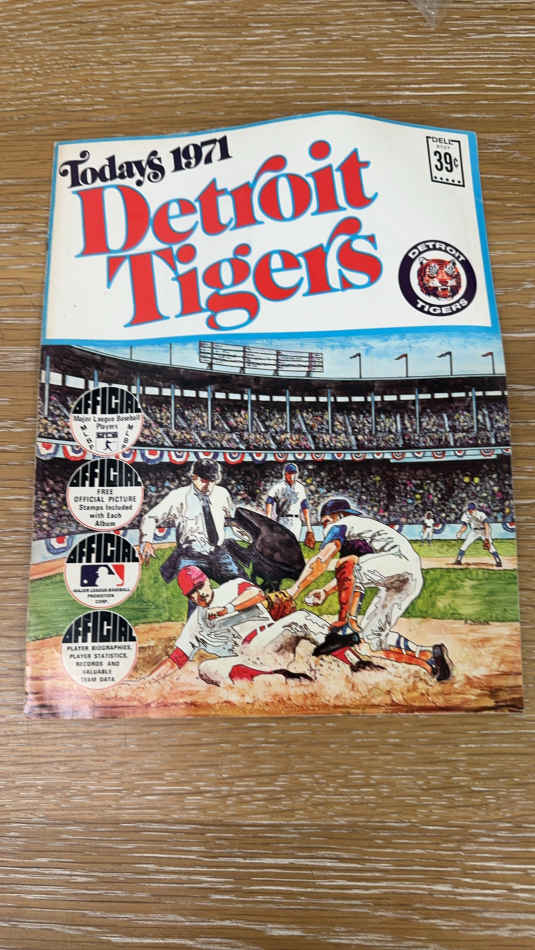 Todays 1971
Detroit
Tigers
DELL
39¢
DETROIT
TIGERS
OFFICIAL
Major League Baseball
Players
OFFICIAL
FREE
OFFICIAL PICTURE
Stamps Included
with Each
Album
OFFICIAL
MAJOR LEAGUE BASEBALL
PROMOTION
CORP.
OFFICIAL
PLAYER BIOGRAPHIES,
PLAYER STATISTICS,
RECORDS AND
VALUABLE
TEAM DATA